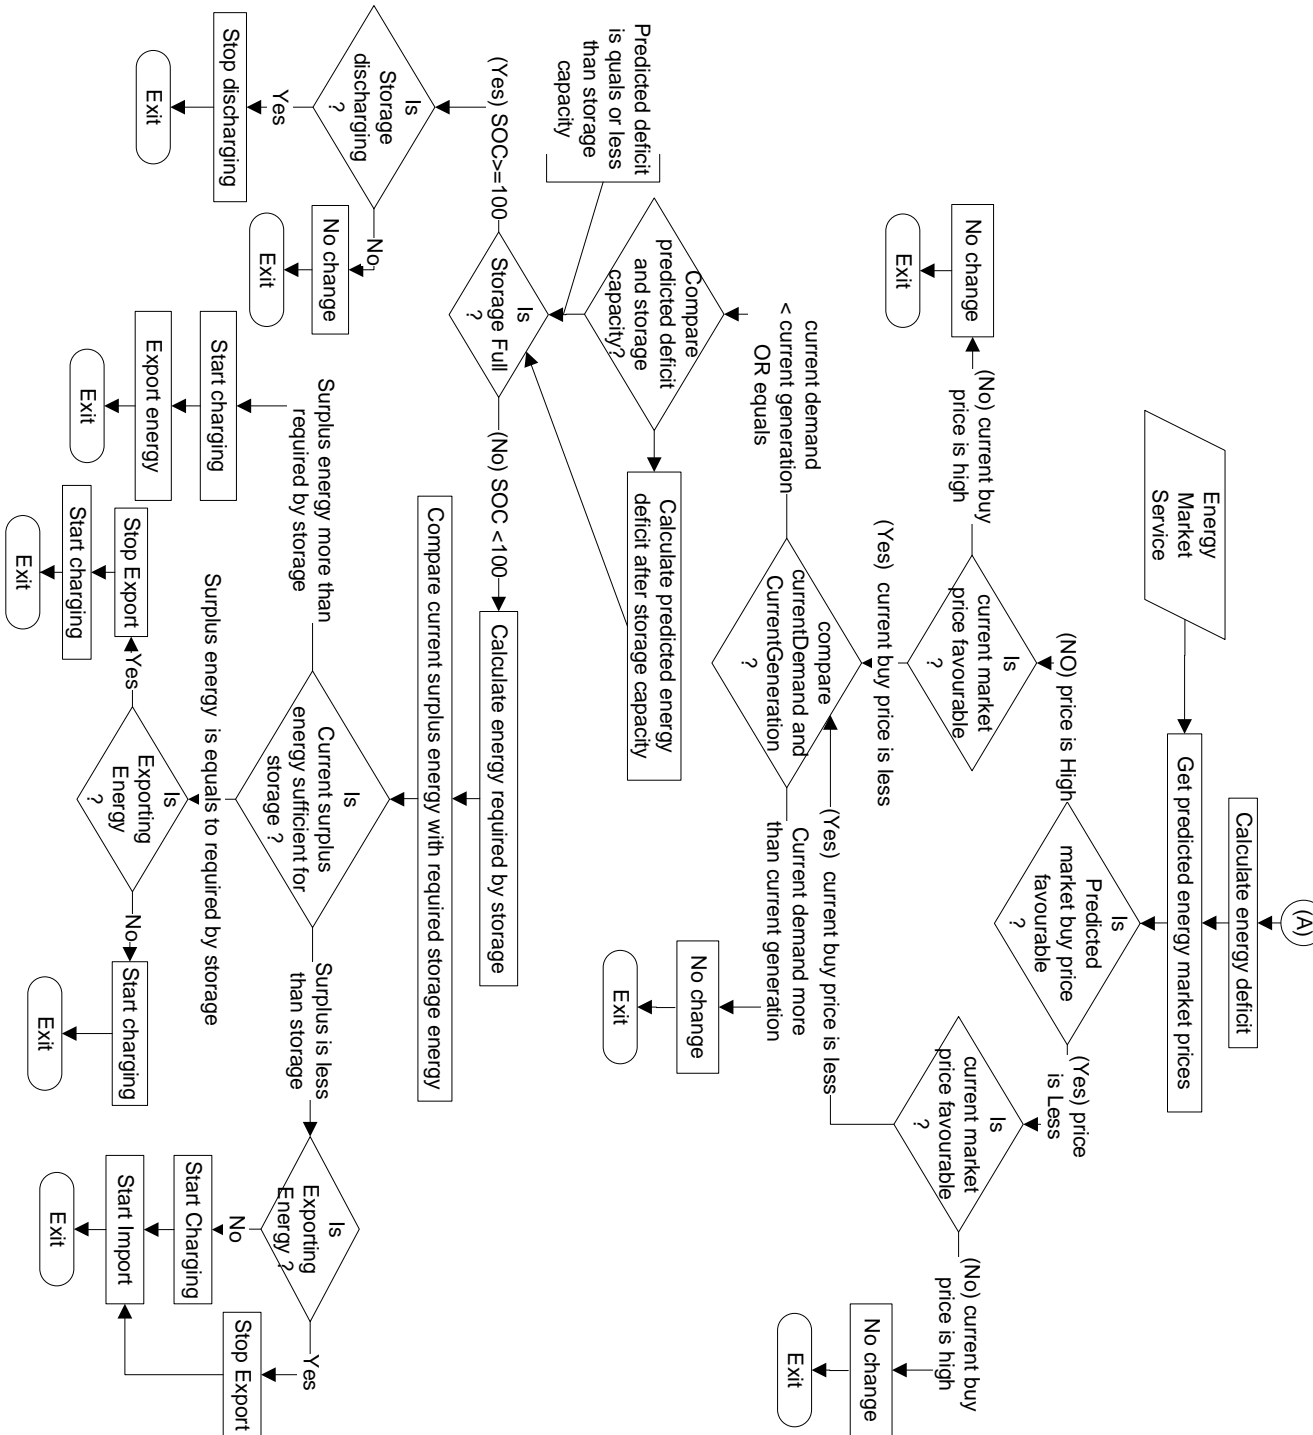 (A)
Calculate energy deficit
Energy
Market
Service
Get predicted energy market prices
Is
Predicted
market buy price
favourable
?
(NO) price is High
(Yes) price
is Less
Is
current market
price favourable
?
Is
current market
price favourable
?
(No) current buy
price is high
No change
Exit
(Yes)  current buy price is less
(Yes)  current buy price is less
(No) current buy
price is high
No change
Exit
compare
currentDemand and
CurrentGeneration
?
current demand
< current generation
OR equals
Current demand more
than current generation
No change
Exit
Compare
predicted deficit
and storage
capacity?
Calculate predicted energy
deficit after storage capacity
Predicted deficit
is quals or less
than storage
capacity
Is
Storage Full
?
(Yes) SOC>=100
(No) SOC <100
Is
Storage
discharging
?
Yes
Stop discharging
Exit
No
No change
Exit
Calculate energy required by storage
Compare current surplus energy with required storage energy
Is
Current surplus
energy sufficient for
storage ?
Surplus energy more than
required by storage
Start charging
Export energy
Exit
Surplus energy  is equals to required by storage
Is
Exporting
Energy
?
Yes
Stop Export
Start charging
Exit
No
Start charging
Exit
Surplus is less
than storage
Is
Exporting
Energy ?
No
Start Charging
Start Import
Exit
Yes
Stop Export